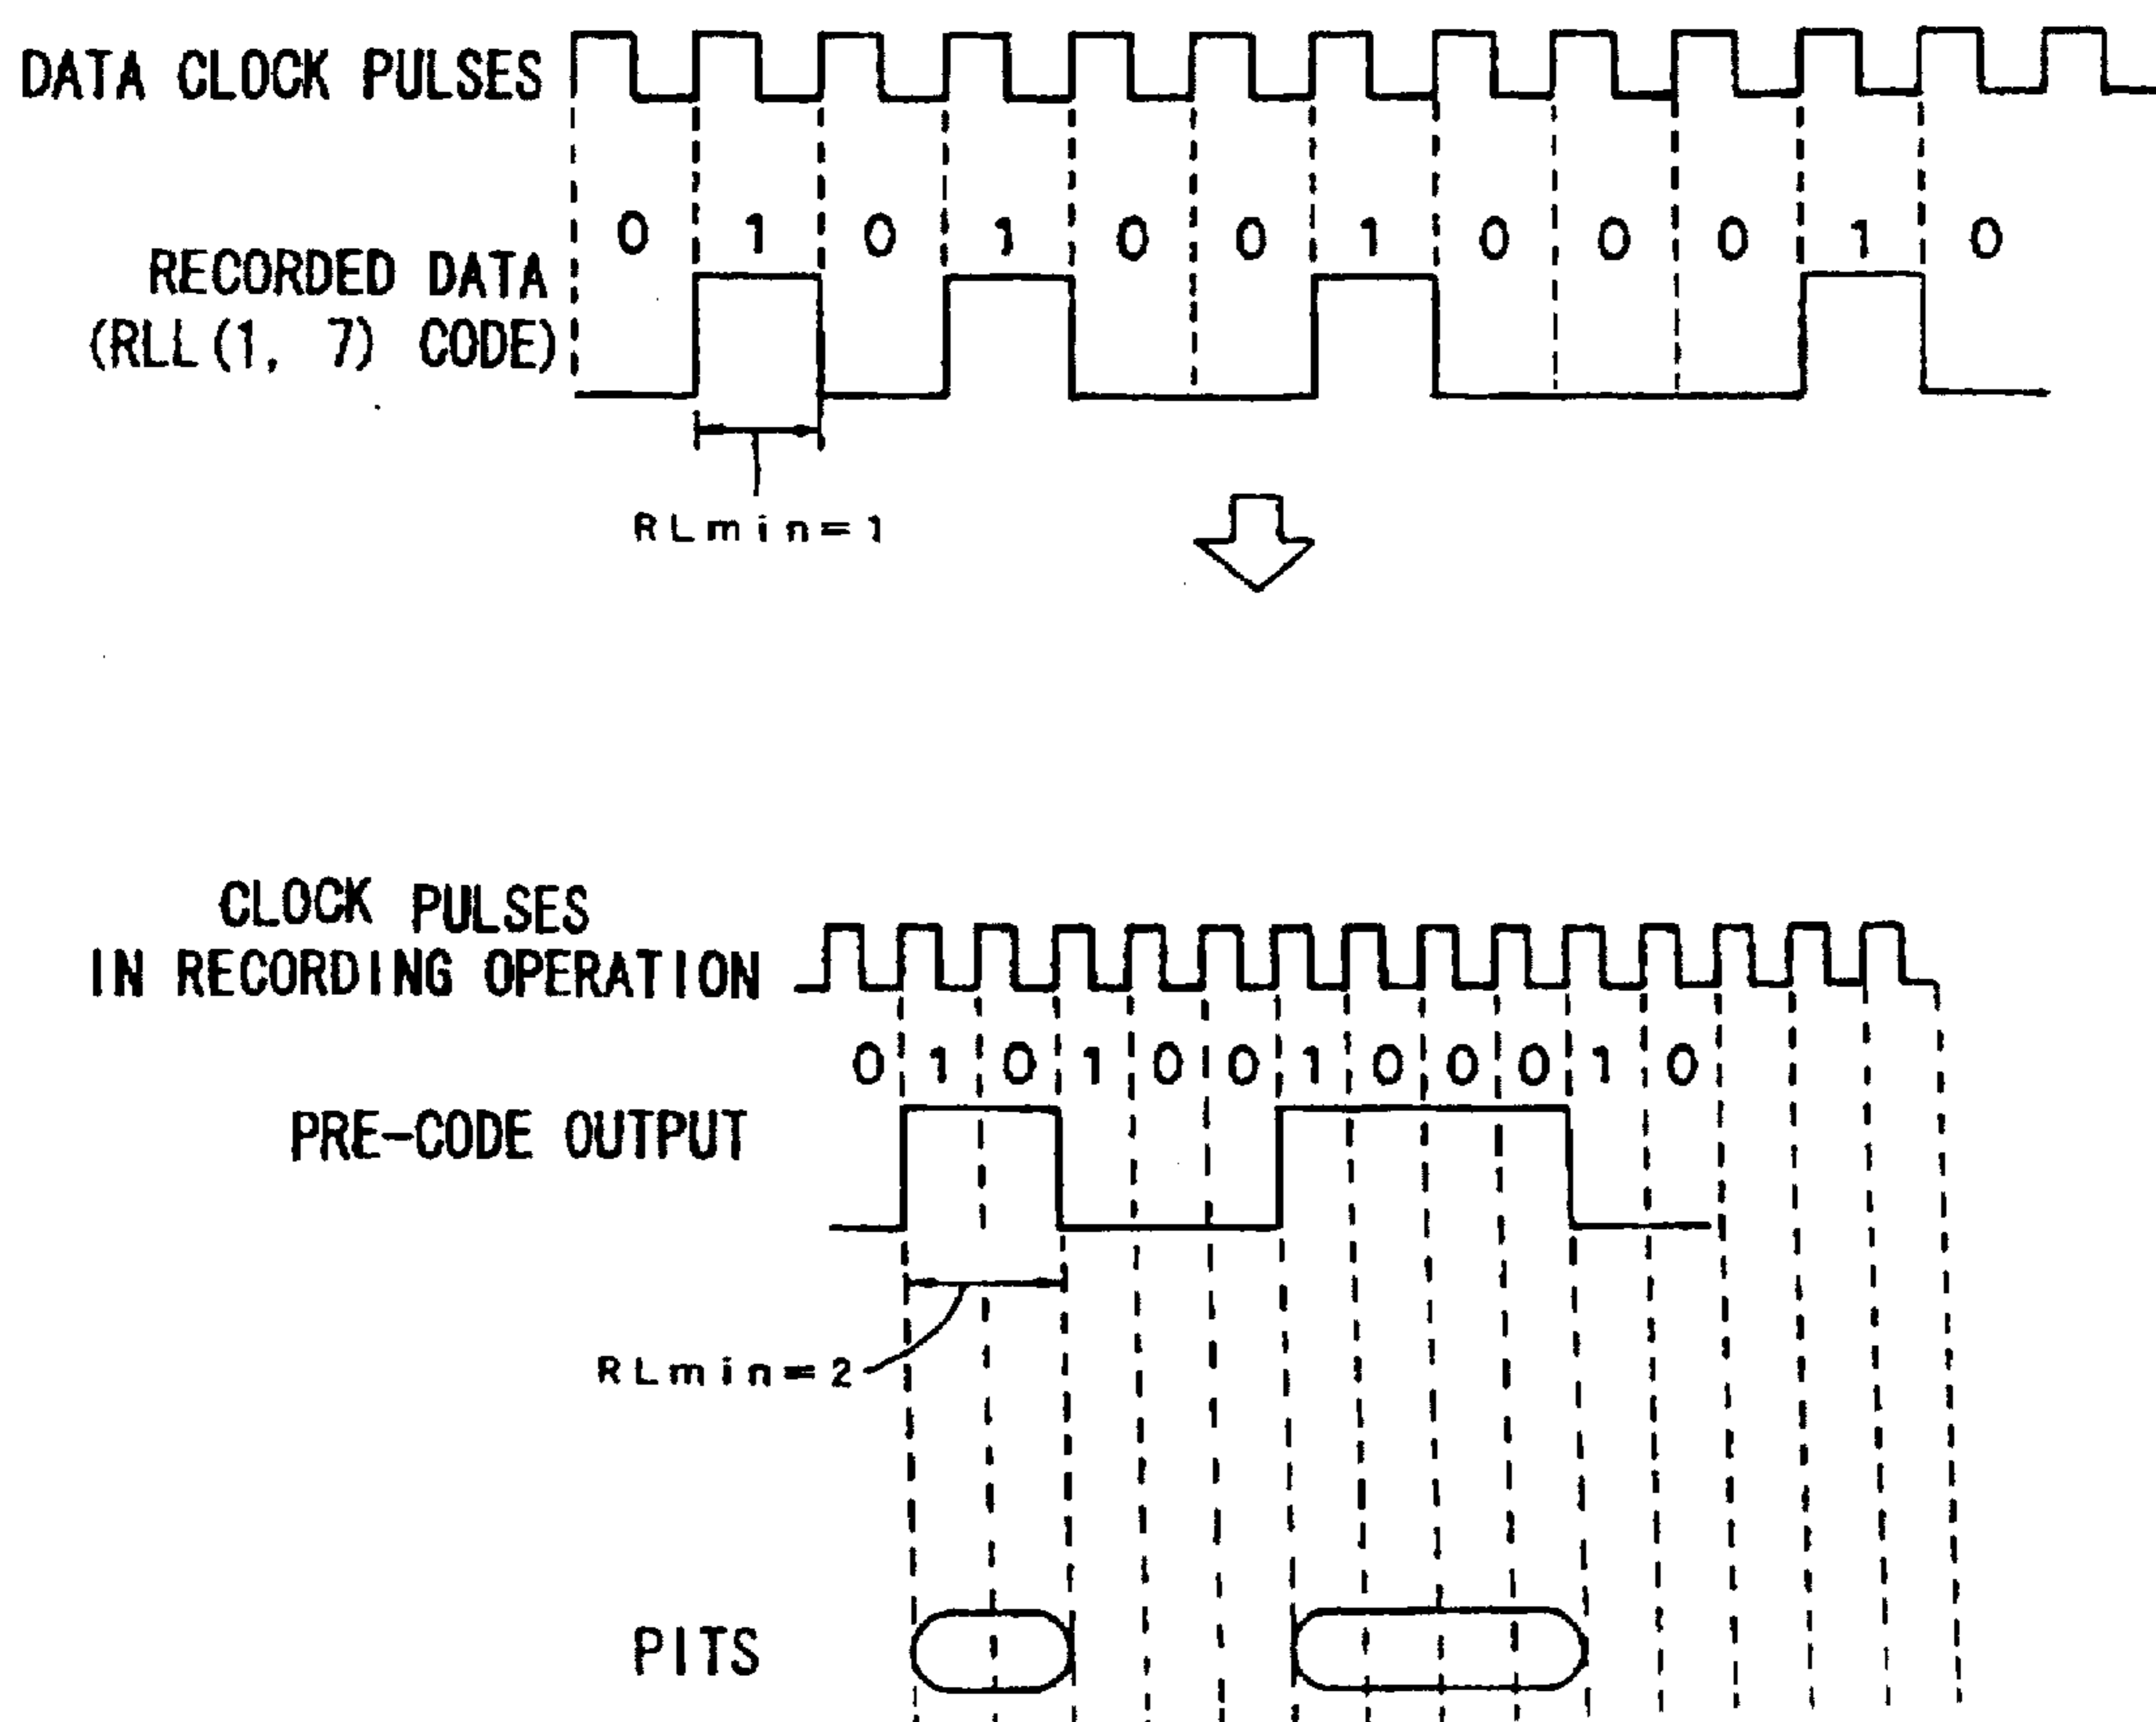 DATA CLOCK PULSES
0 1 0 1 0 0 1 0 0 0 1 0
RECORDED DATA
(RLL(1, 7) CODE)
RLmin=1
CLOCK PULSES
IN RECORDING OPERATION
0 1 0 1 0 0 1 0 0 0 1 0
PRE-CODE OUTPUT
RLmin=2
PITS